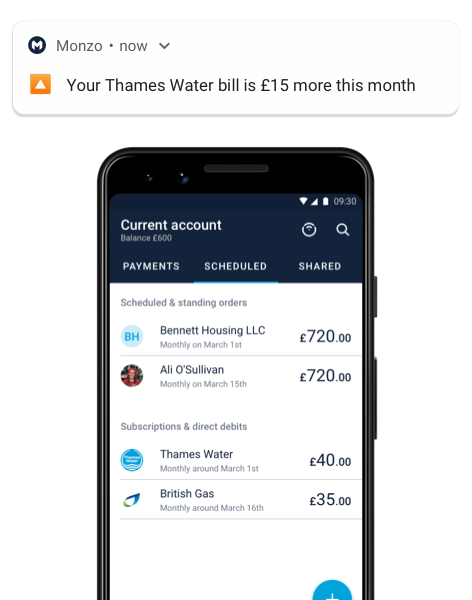 Monzo • now
Your Thames Water bill is £15 more this month
09:30
Current account
Balance £600
PAYMENTS SCHEDULED SHARED
Scheduled & standing orders
BH Bennett Housing LLC £720.00
Monthly on March 1st
Ali O'Sullivan £720.00
Monthly on March 15th
Subscriptions & direct debits
Thames Water £40.00
Monthly around March 1st
British Gas £35.00
Monthly around March 16th